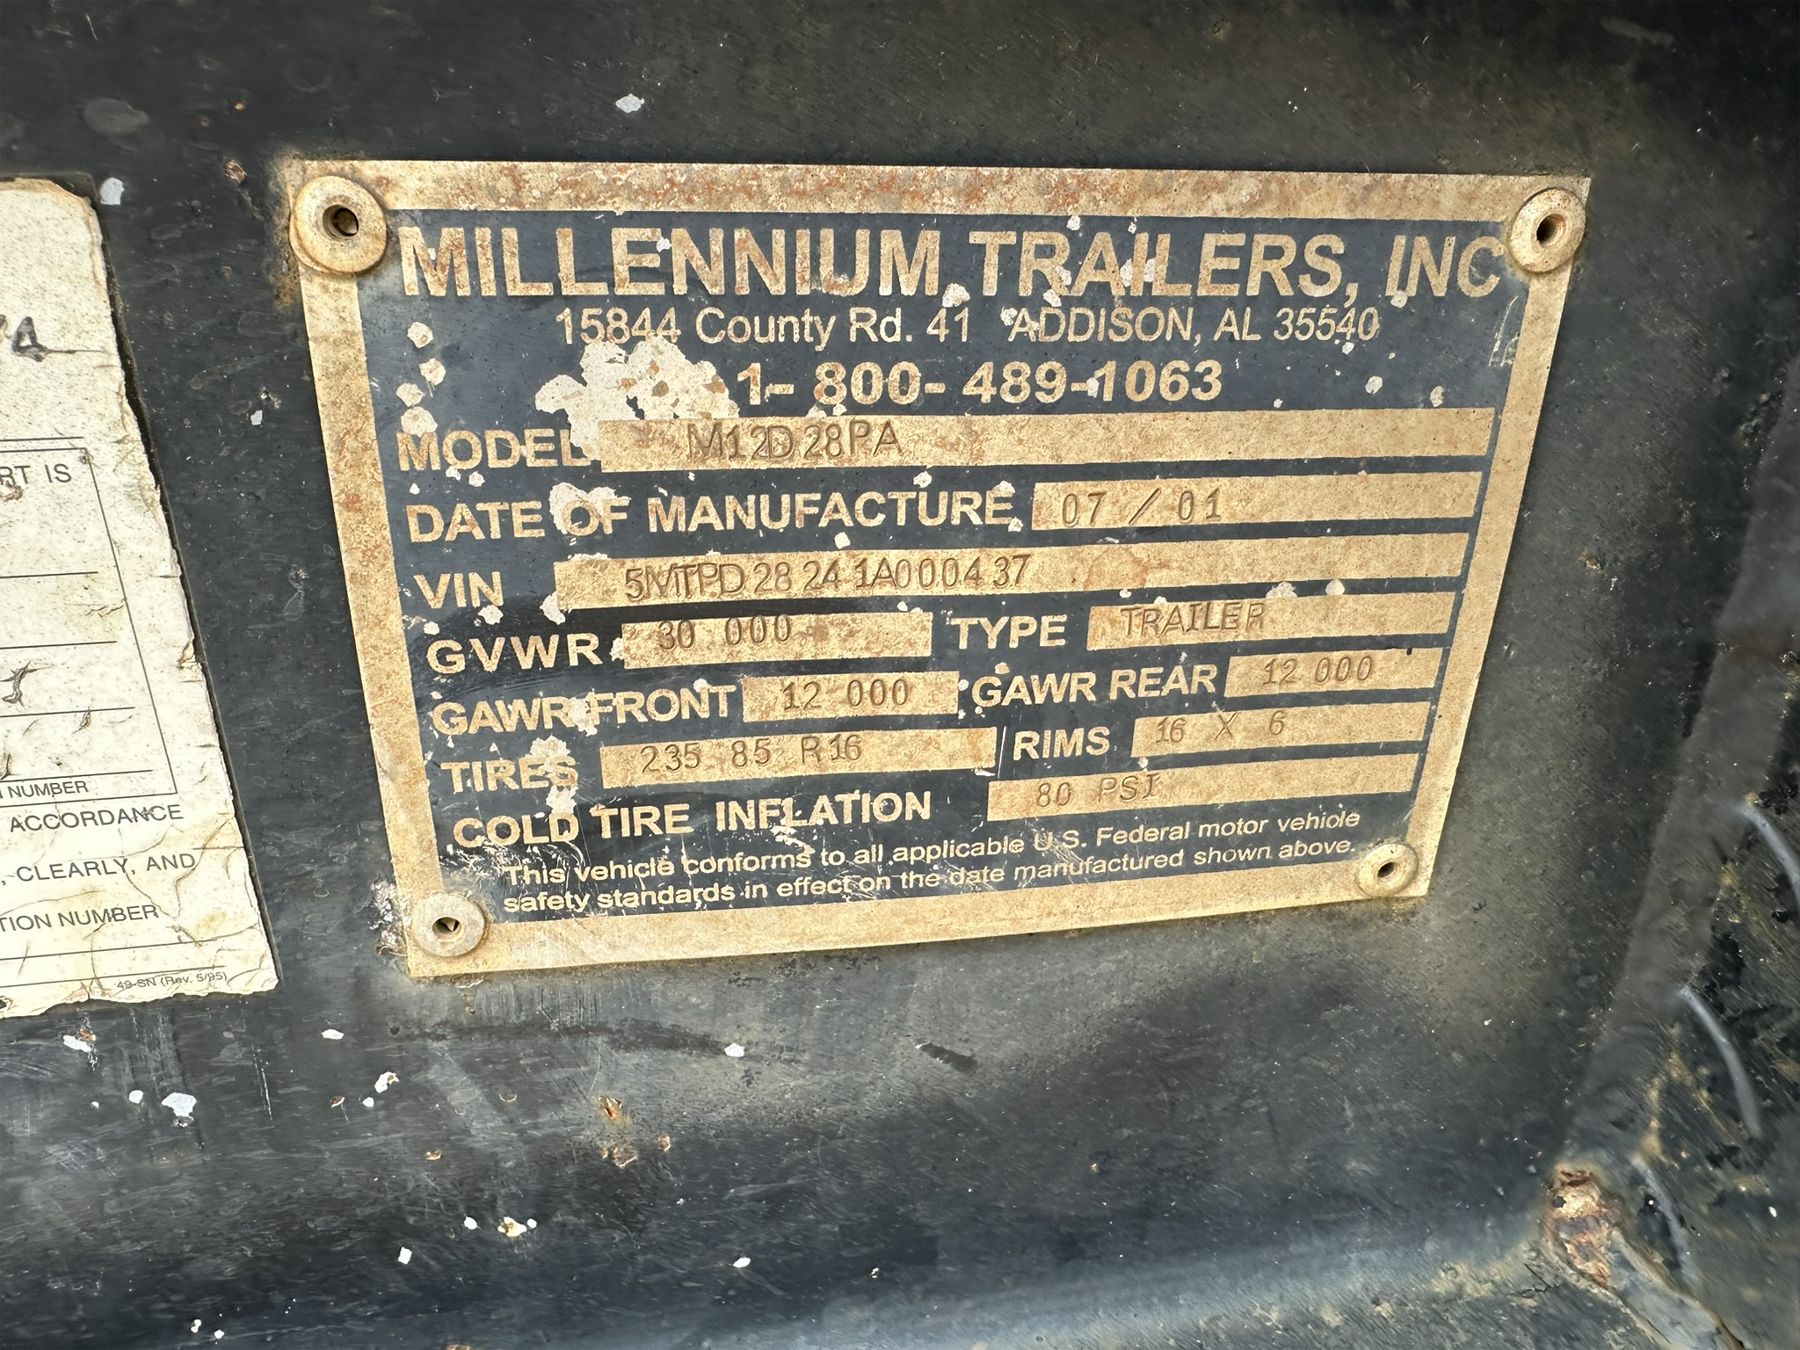 MILLENNIUM TRAILERS, INC
15844 County Rd. 41 ADDISON, AL 35540
1-800-489-1063
MODEL M12D28PA
DATE OF MANUFACTURE 07 / 01
VIN 5MTPD28241A000437
GVWR 30 000 TYPE TRAILER
GAWR FRONT 12 000 GAWR REAR 12 000
TIRES 235 85 R16 RIMS 16 X 6
COLD TIRE INFLATION 80 PSI
This vehicle conforms to all applicable U.S. Federal motor vehicle
safety standards in effect on the date manufactured shown above.
RT IS
NUMBER
ACCORDANCE
, CLEARLY, AND
TION NUMBER
49-SN (Rev. 5/95)